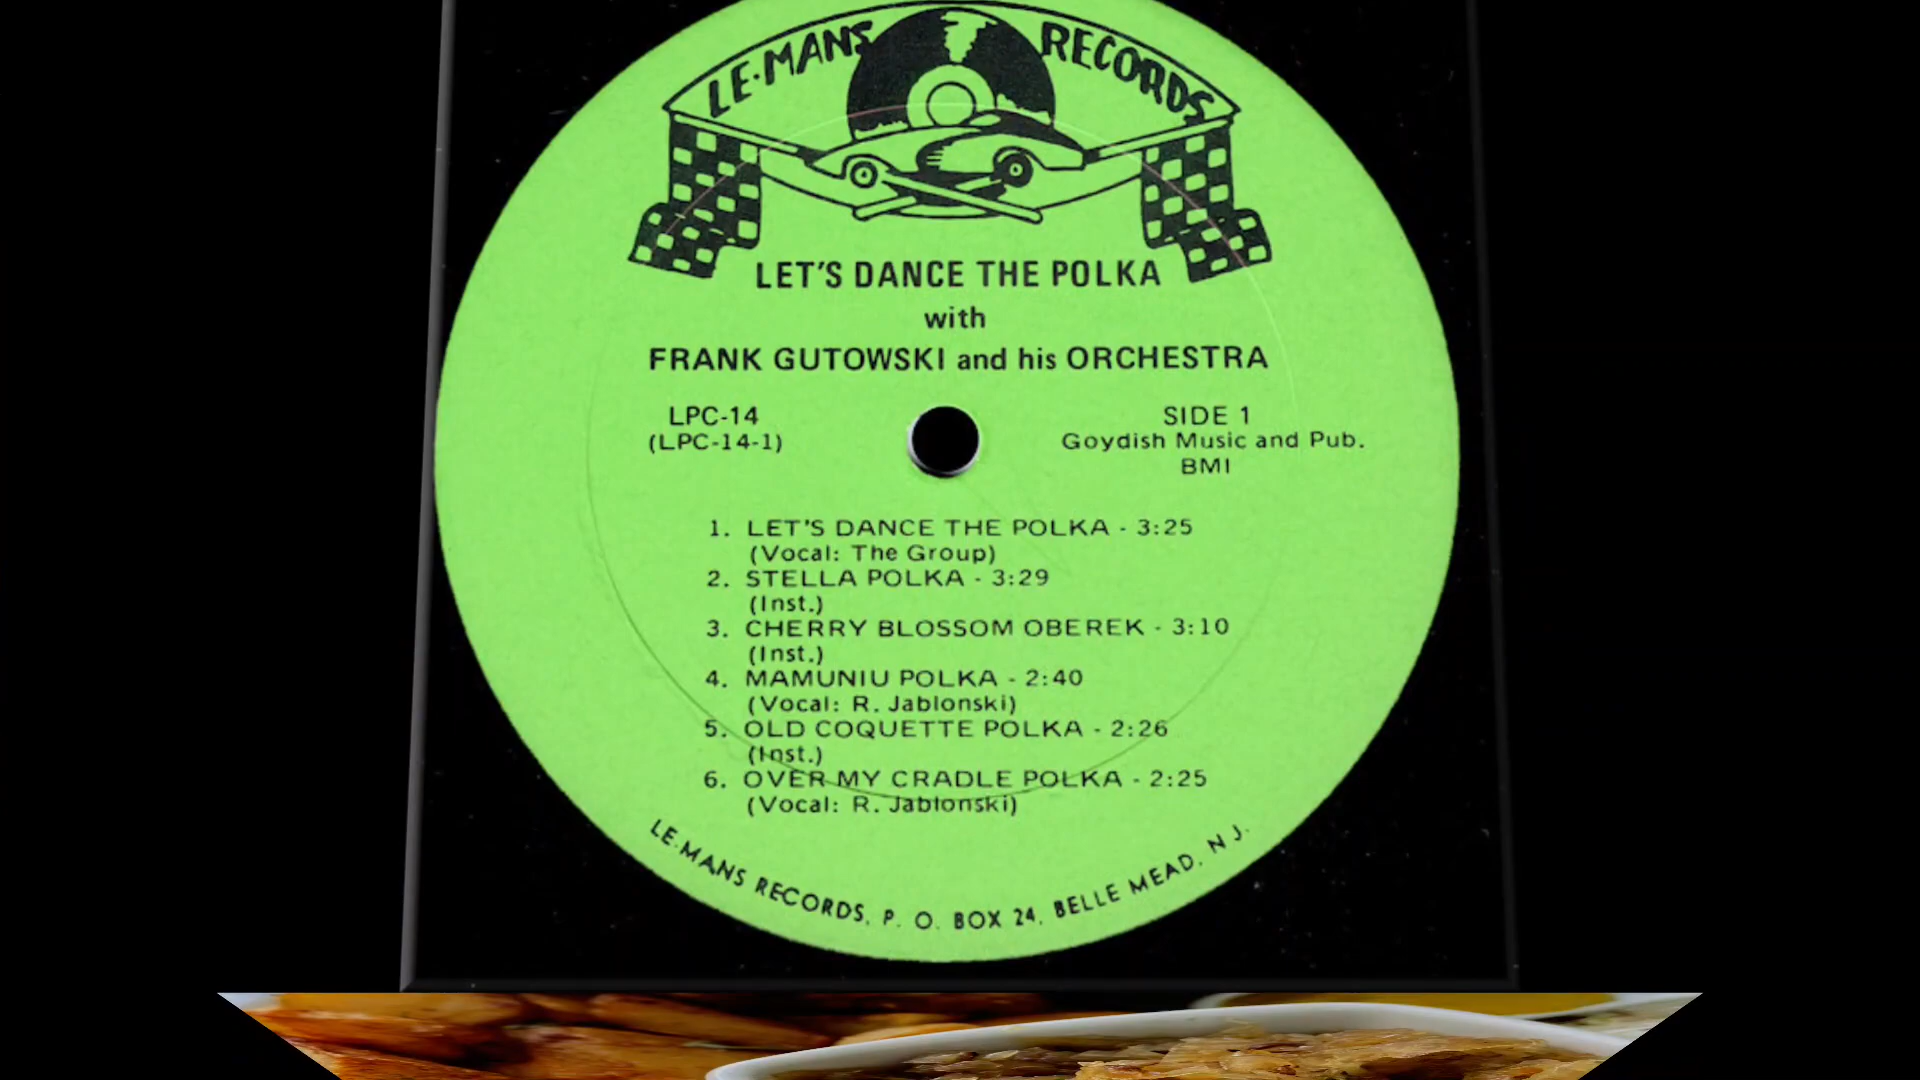 LE-MANS RECORDS
LET'S DANCE THE POLKA
with
FRANK GUTOWSKI and his ORCHESTRA
LPC-14
(LPC-14-1)
SIDE 1
Goydish Music and Pub.
BMI
1. LET'S DANCE THE POLKA - 3:25
(Vocal: The Group)
2. STELLA POLKA - 3:29
(Inst.)
3. CHERRY BLOSSOM OBEREK - 3:10
(Inst.)
4. MAMUNIU POLKA - 2:40
(Vocal: R. Jablonski)
5. OLD COQUETTE POLKA - 2:26
(Inst.)
6. OVER MY CRADLE POLKA - 2:25
(Vocal: R. Jablonski)
LE-MANS RECORDS, P. O. BOX 24, BELLE MEAD, N J.